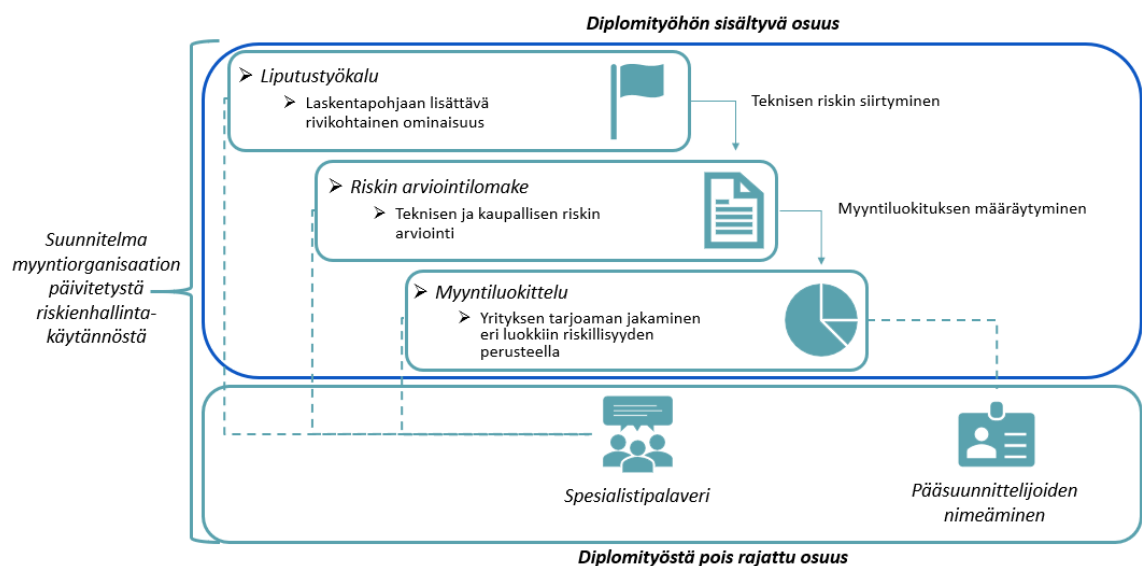 Diplomityöhön sisältyvä osuus
➢ Liputustyökalu
➢ Laskentapohjaan lisättävä
rivikohtainen ominaisuus
Teknisen riskin siirtyminen
➢ Riskin arviointilomake
➢ Teknisen ja kaupallisen riskin
arviointi
Myyntiluokituksen määräytyminen
Suunnitelma
myyntiorganisaation
päivitetystä
riskienhallinta-
käytännöstä
➢ Myyntiluokittelu
➢ Yrityksen tarjoaman jakaminen
eri luokkiin riskillisyyden
perusteella
Spesialistipalaveri
Pääsuunnittelijoiden
nimeäminen
Diplomityöstä pois rajattu osuus